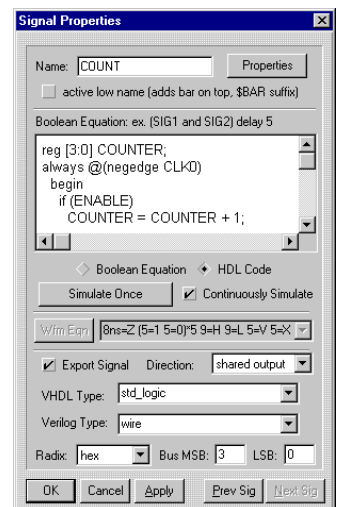 Signal Properties
Name: COUNT Properties
active low name (adds bar on top, $BAR suffix)
Boolean Equation: ex. (SIG1 and SIG2) delay 5
reg [3:0] COUNTER;
always @(negedge CLK0)
begin
if (ENABLE)
COUNTER = COUNTER + 1;
Boolean Equation HDL Code
Simulate Once Continuously Simulate
Wfm Eqn 8ns=Z (5=1 5=0)*5 9=H 9=L 5=V 5=X
Export Signal Direction: shared output
VHDL Type: std_logic
Verilog Type: wire
Radix: hex Bus MSB: 3 LSB: 0
OK Cancel Apply Prev Sig Next Sig